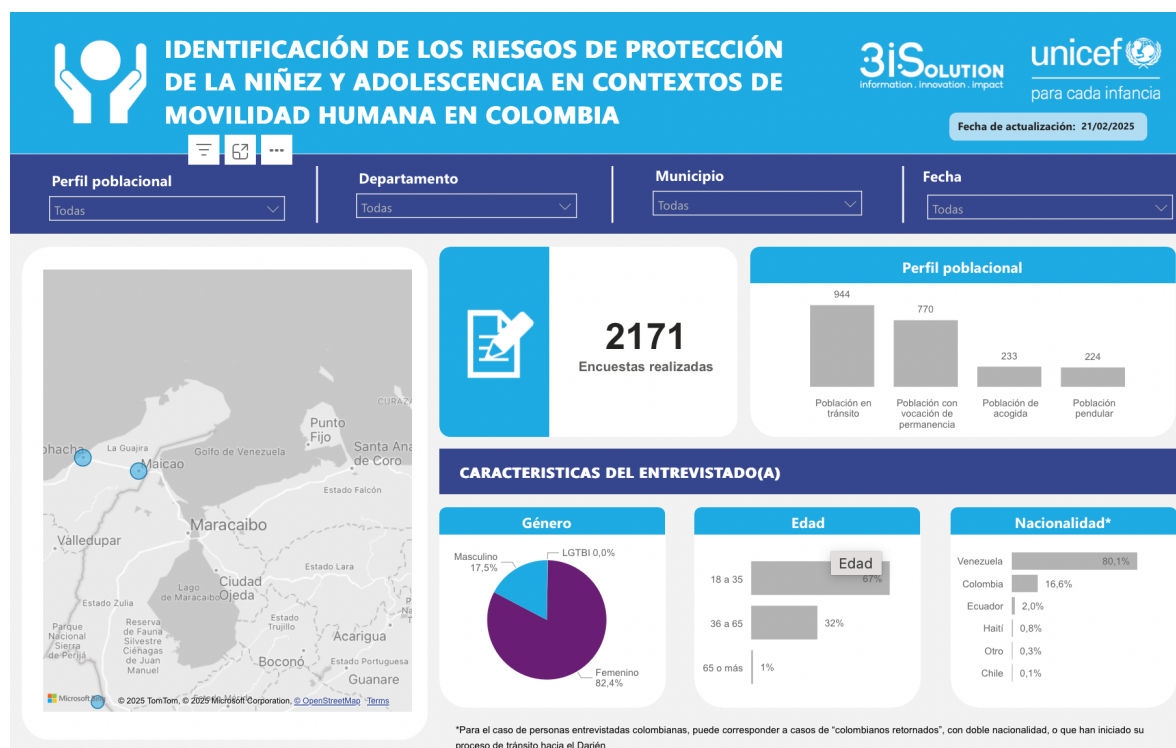 IDENTIFICACIÓN DE LOS RIESGOS DE PROTECCIÓN
DE LA NIÑEZ Y ADOLESCENCIA EN CONTEXTOS DE
MOVILIDAD HUMANA EN COLOMBIA
3iSOLUTION
information . innovation . impact
unicef
para cada infancia
Fecha de actualización: 21/02/2025
Perfil poblacional
Todas
Departamento
Todas
Municipio
Todas
Fecha
Todas
CURAZA
Punto
Fijo
Santa Ana
de Coro
ohacha
La Guajira
Maicao
Golfo de Venezuela
Estado Falcón
Maracaibo
Valledupar
Estado Lara
Lago
de Maracaibo
Ciudad
Ojeda
Estado Zulia
Estado
Trujillo
Parque
Nacional
Sierra
de Perijá
Reserva
de Fauna
Silvestre
Ciénagas
de Juan
Manuel
Acarigua
Boconó
Estado Portuguesa
Guanare
Estado Mérida
Microsoft Bing
© 2025 TomTom, © 2025 Microsoft Corporation, © OpenStreetMap Terms
2171
Encuestas realizadas
Perfil poblacional
944
770
233
224
Población en
tránsito
Población con
vocación de
permanencia
Población de
acogida
Población
pendular
CARACTERISTICAS DEL ENTREVISTADO(A)
Género
Masculino
17,5%
LGTBI 0,0%
Femenino
82,4%
Edad
Edad
18 a 35
67%
36 a 65
32%
65 o más
1%
Nacionalidad*
Venezuela
80,1%
Colombia
16,6%
Ecuador
2,0%
Haití
0,8%
Otro
0,3%
Chile
0,1%
*Para el caso de personas entrevistadas colombianas, puede corresponder a casos de “colombianos retornados”, con doble nacionalidad, o que han iniciado su
proceso de tránsito hacia el Darién